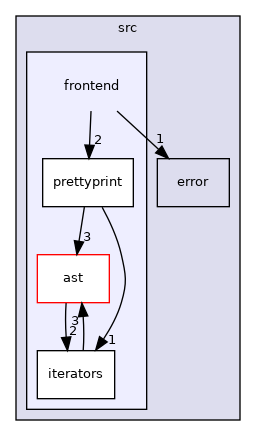 src
frontend
2
1
prettyprint
error
3
ast
3
2
1
iterators